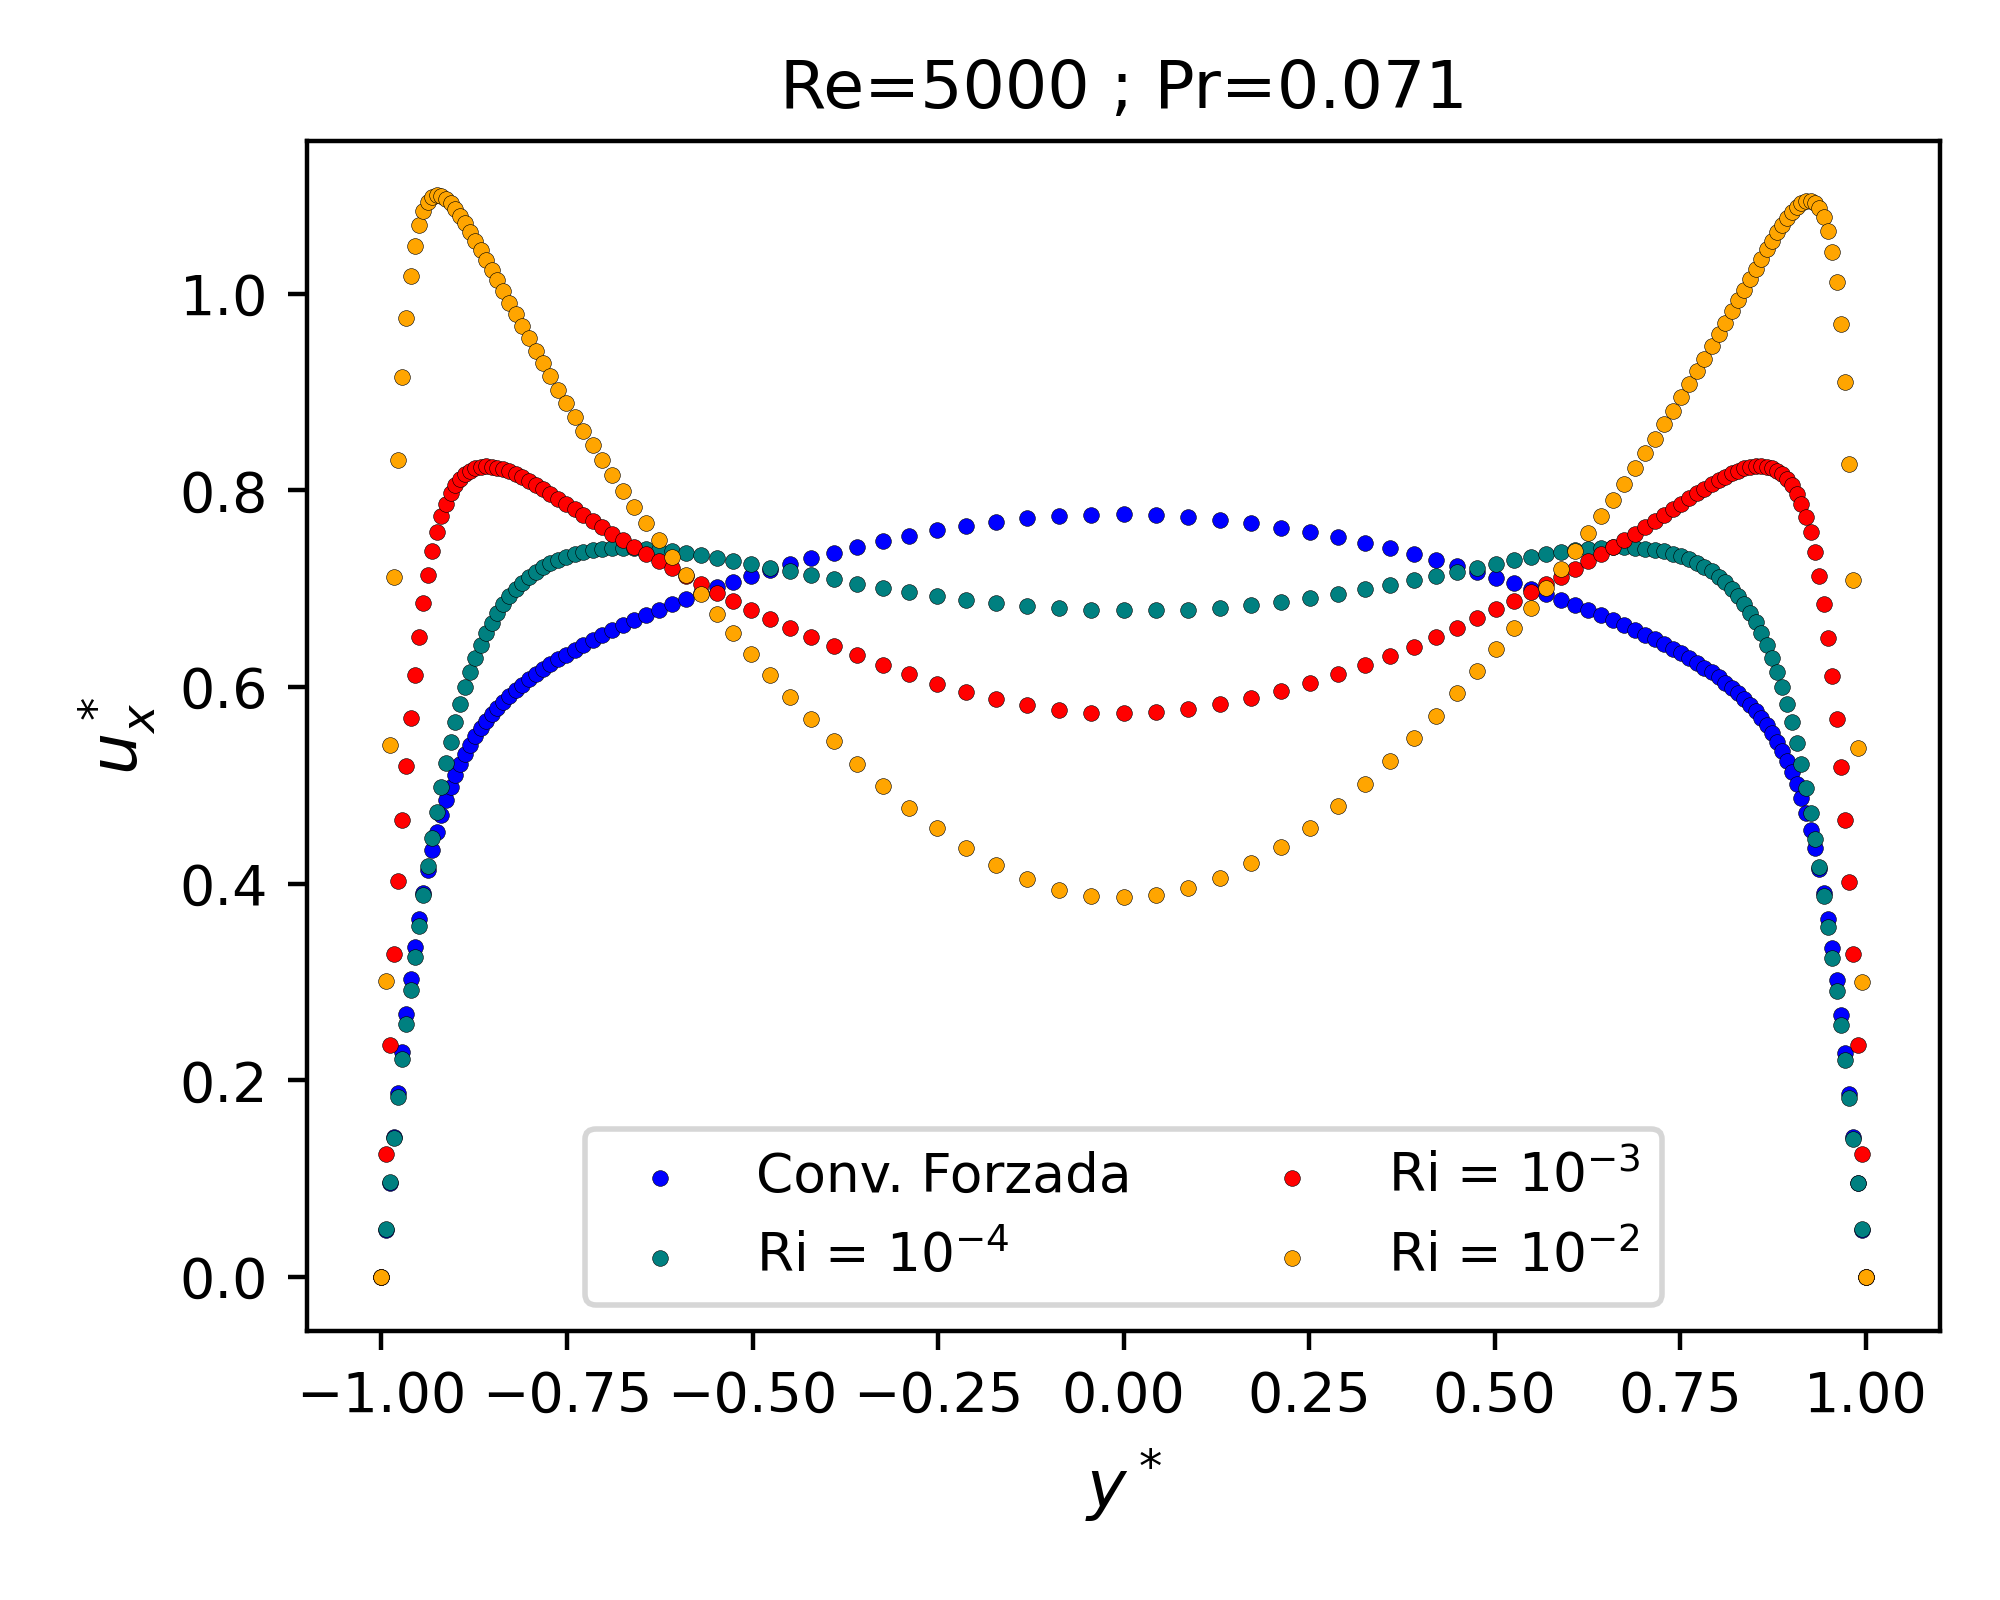 Re=5000 ; Pr=0.071
u*x
1.0
0.8
0.6
0.4
0.2
0.0
Conv. Forzada
Ri = 10⁻⁴
Ri = 10⁻³
Ri = 10⁻²
−1.00 −0.75 −0.50 −0.25 0.00 0.25 0.50 0.75 1.00
y*